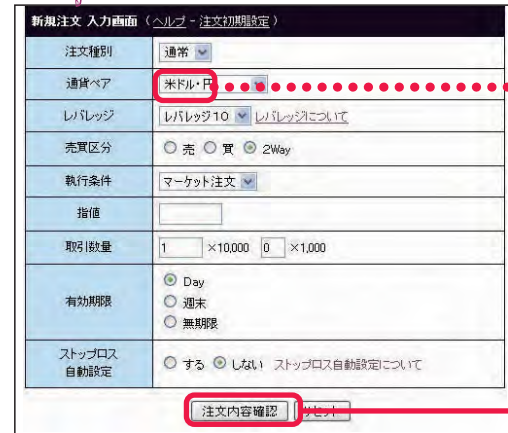 新規注文 入力画面（ヘルプ - 注文初期設定）
注文種別 通常
通貨ペア 米ドル・円
レバレッジ レバレッジ10 レバレッジについて
売買区分 売 買 2Way
執行条件 マーケット注文
指値
取引数量 1 ×10,000 0 ×1,000
有効期限 Day
週末
無期限
ストップロス
自動設定 する しない ストップロス自動設定について
注文内容確認 リセット